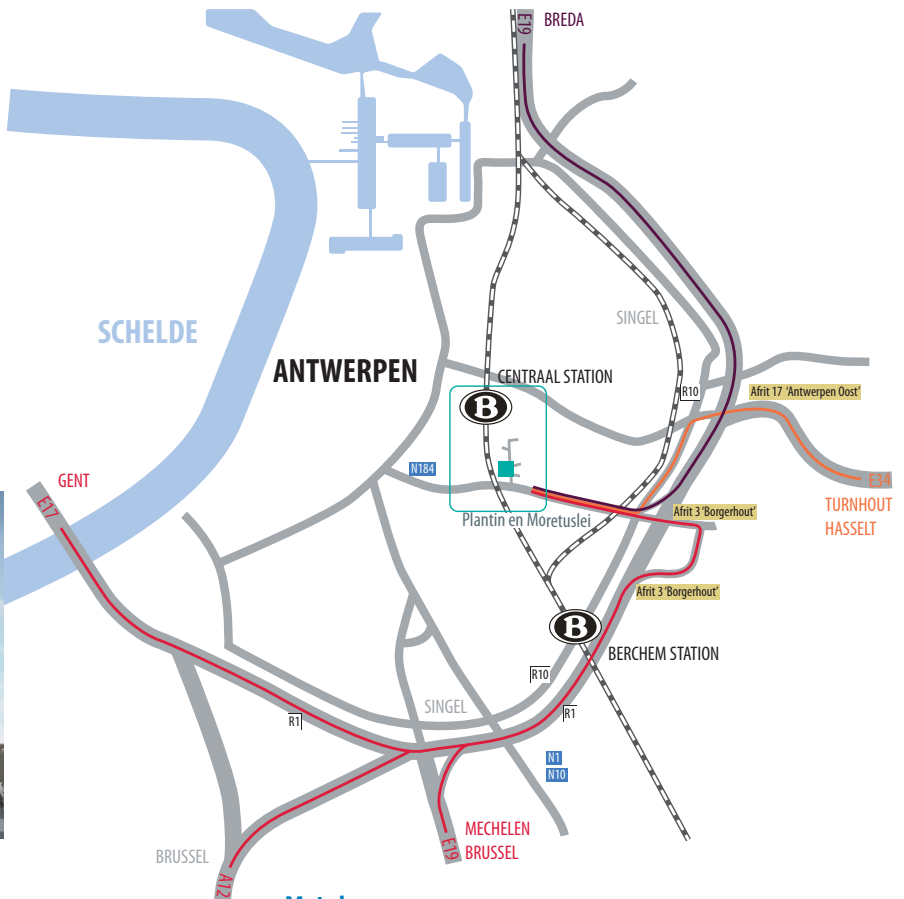 E19
BREDA
SCHELDE
SINGEL
ANTWERPEN
CENTRAAL STATION
B
R10
Afrit 17 ‘Antwerpen Oost’
N184
GENT
E17
E34
TURNHOUT
HASSELT
Plantin en Moretuslei
Afrit 3 ‘Borgerhout’
Afrit 3 ‘Borgerhout’
B
BERCHEM STATION
R10
SINGEL
R1
R1
N1
N10
MECHELEN
BRUSSEL
E19
BRUSSEL
A12